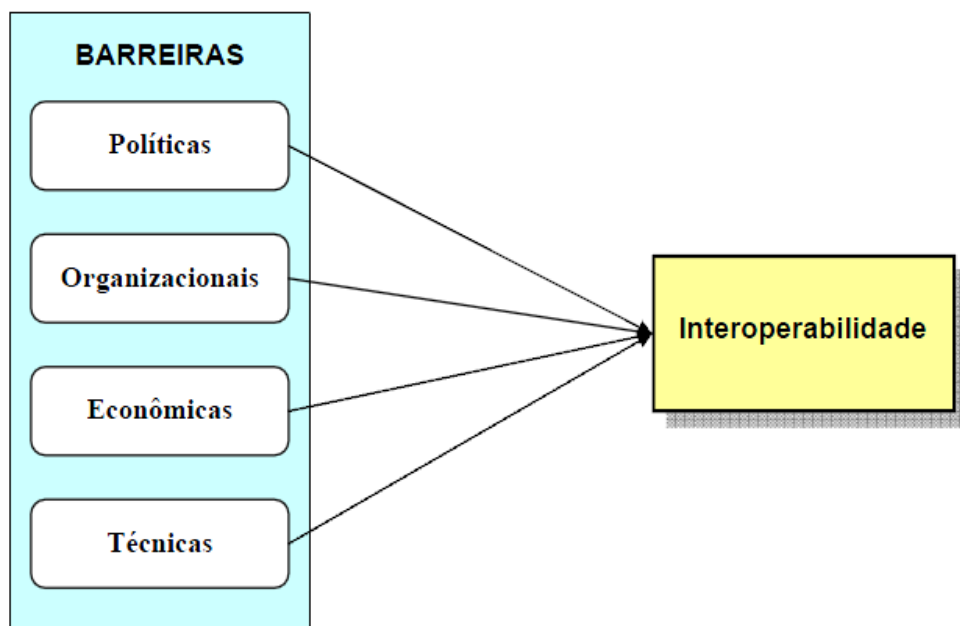 BARREIRAS
Políticas
Organizacionais
Econômicas
Técnicas
Interoperabilidade